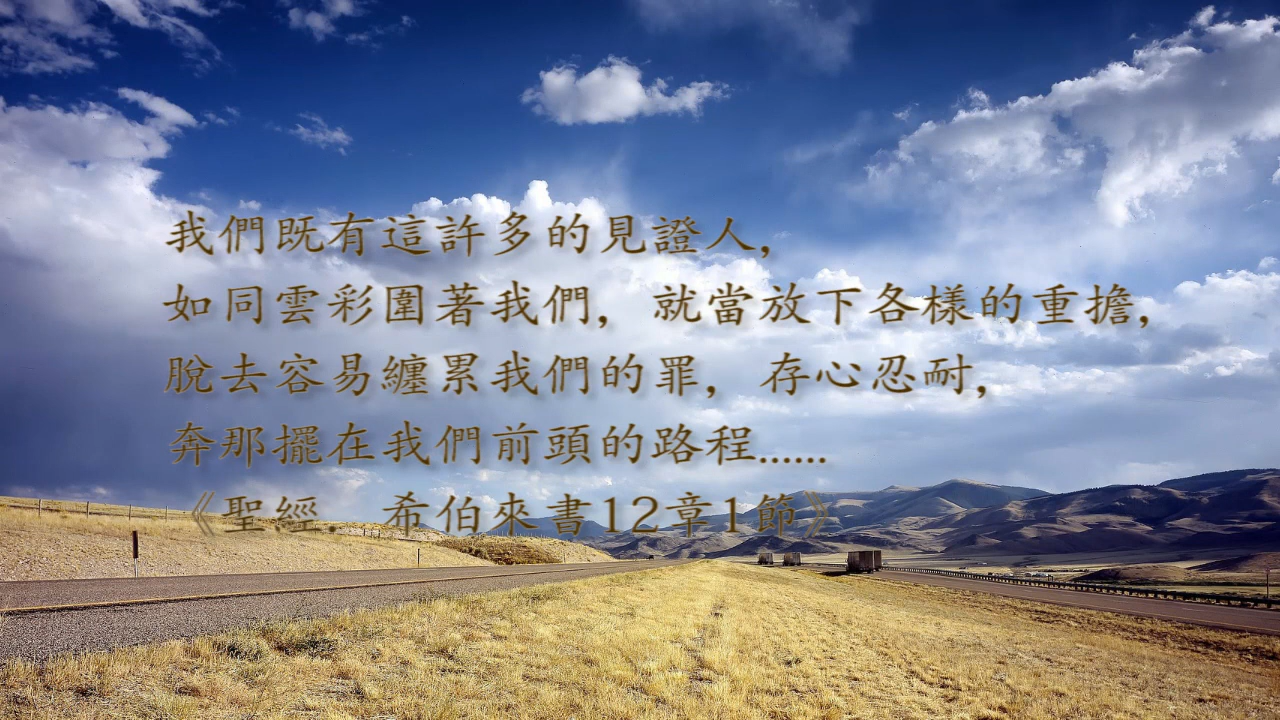 我們既有這許多的見證人，
如同雲彩圍著我們，就當放下各樣的重擔，
脫去容易纏累我們的罪，存心忍耐，
奔那擺在我們前頭的路程……
《聖經　希伯來書12章1節》